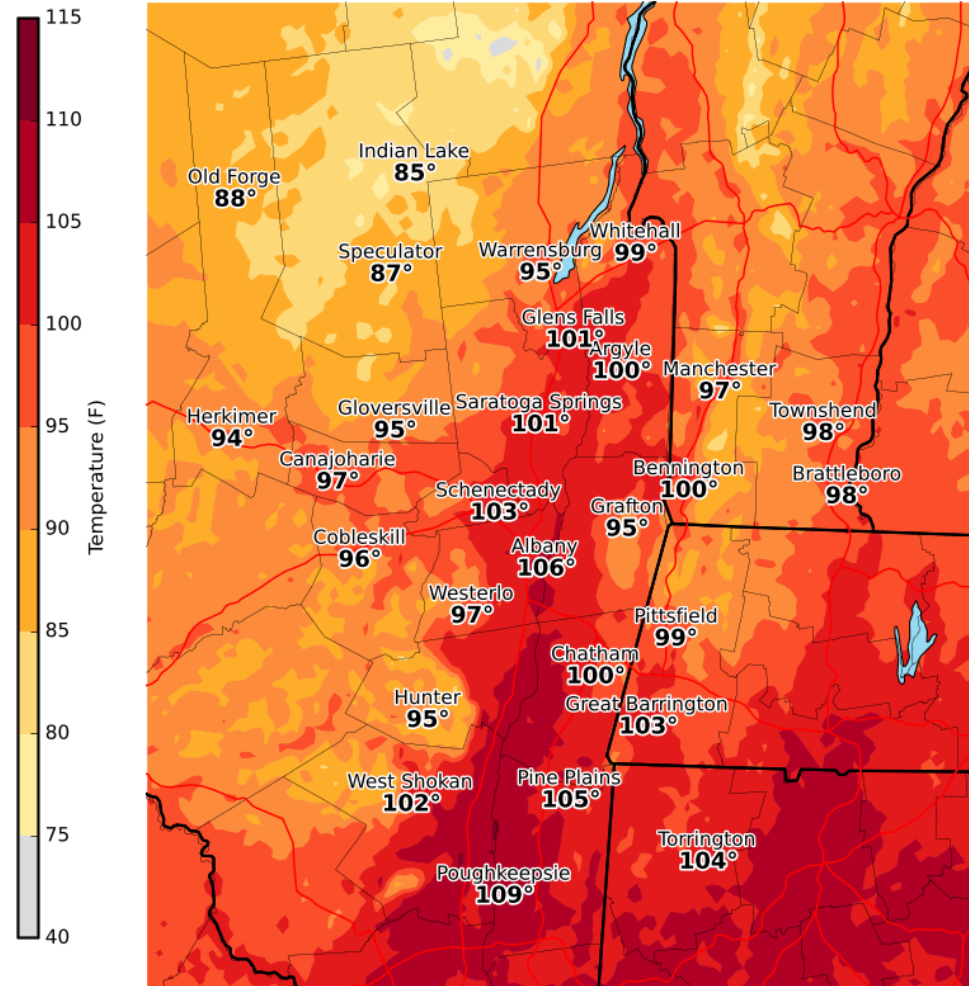 115
110
105
100
95
90
85
80
75
40
Temperature (F)
Indian Lake
85°
Old Forge
88°
Whitehall
99°
Speculator
87°
Warrensburg
95°
Glens Falls
101°
Argyle
100°
Manchester
97°
Saratoga Springs
101°
Gloversville
95°
Herkimer
94°
Townshend
98°
Canajoharie
97°
Bennington
100°
Brattleboro
98°
Schenectady
103°
Grafton
95°
Cobleskill
96°
Albany
106°
Westerlo
97°
Pittsfield
99°
Chatham
100°
Hunter
95°
Great Barrington
103°
West Shokan
102°
Pine Plains
105°
Torrington
104°
Poughkeepsie
109°